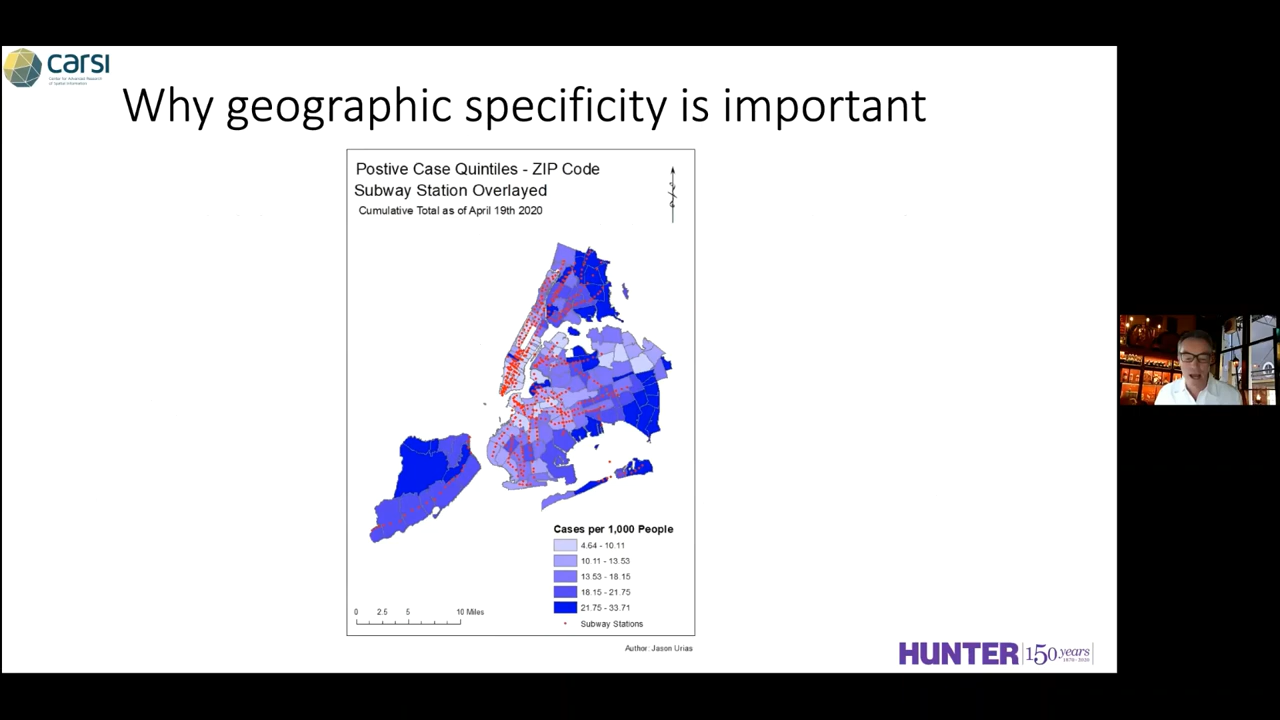 carsi
Center for Advanced Research
of Spatial Information
Why geographic specificity is important
Postive Case Quintiles - ZIP Code
Subway Station Overlayed
Cumulative Total as of April 19th 2020
Cases per 1,000 People
4.64 - 10.11
10.11 - 13.53
13.53 - 18.15
18.15 - 21.75
21.75 - 33.71
Subway Stations
0 2.5 5 10 Miles
Author: Jason Urias
HUNTER 150 years
1870-2020